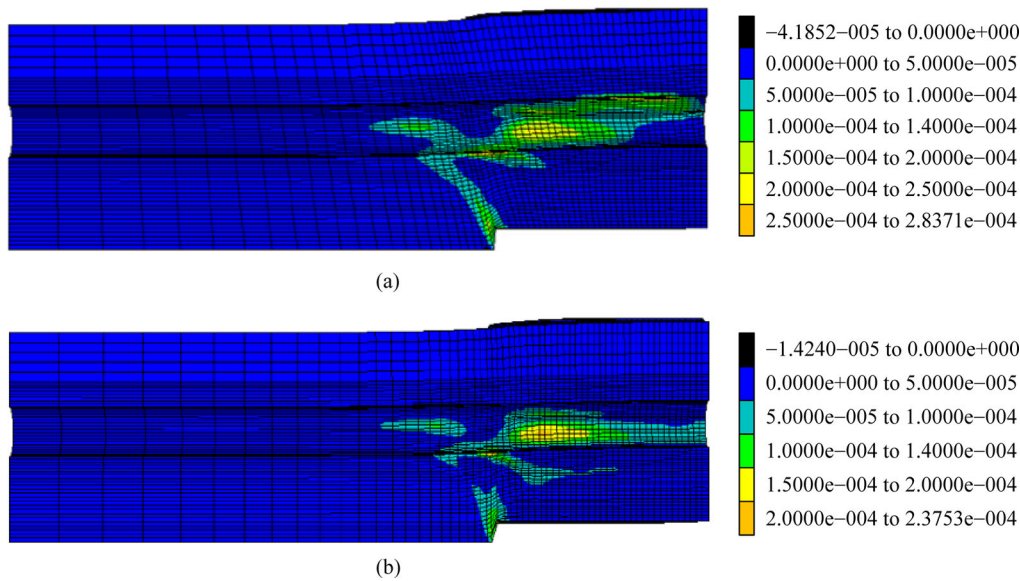 −4.1852−005 to 0.0000e+000
0.0000e+000 to 5.0000e−005
5.0000e−005 to 1.0000e−004
1.0000e−004 to 1.4000e−004
1.5000e−004 to 2.0000e−004
2.0000e−004 to 2.5000e−004
2.5000e−004 to 2.8371e−004
(a)
−1.4240−005 to 0.0000e+000
0.0000e+000 to 5.0000e−005
5.0000e−005 to 1.0000e−004
1.0000e−004 to 1.4000e−004
1.5000e−004 to 2.0000e−004
2.0000e−004 to 2.3753e−004
(b)